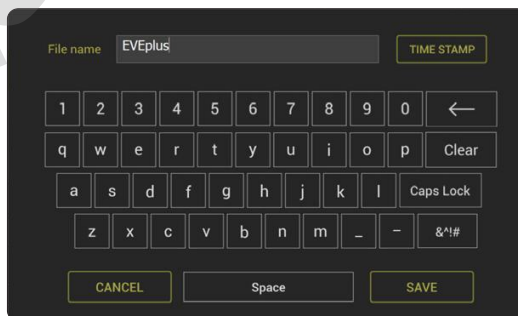 File name EVEplus TIME STAMP
1 2 3 4 5 6 7 8 9 0 ←
q w e r t y u i o p Clear
a s d f g h j k l Caps Lock
z x c v b n m _ – &^!#
CANCEL Space SAVE